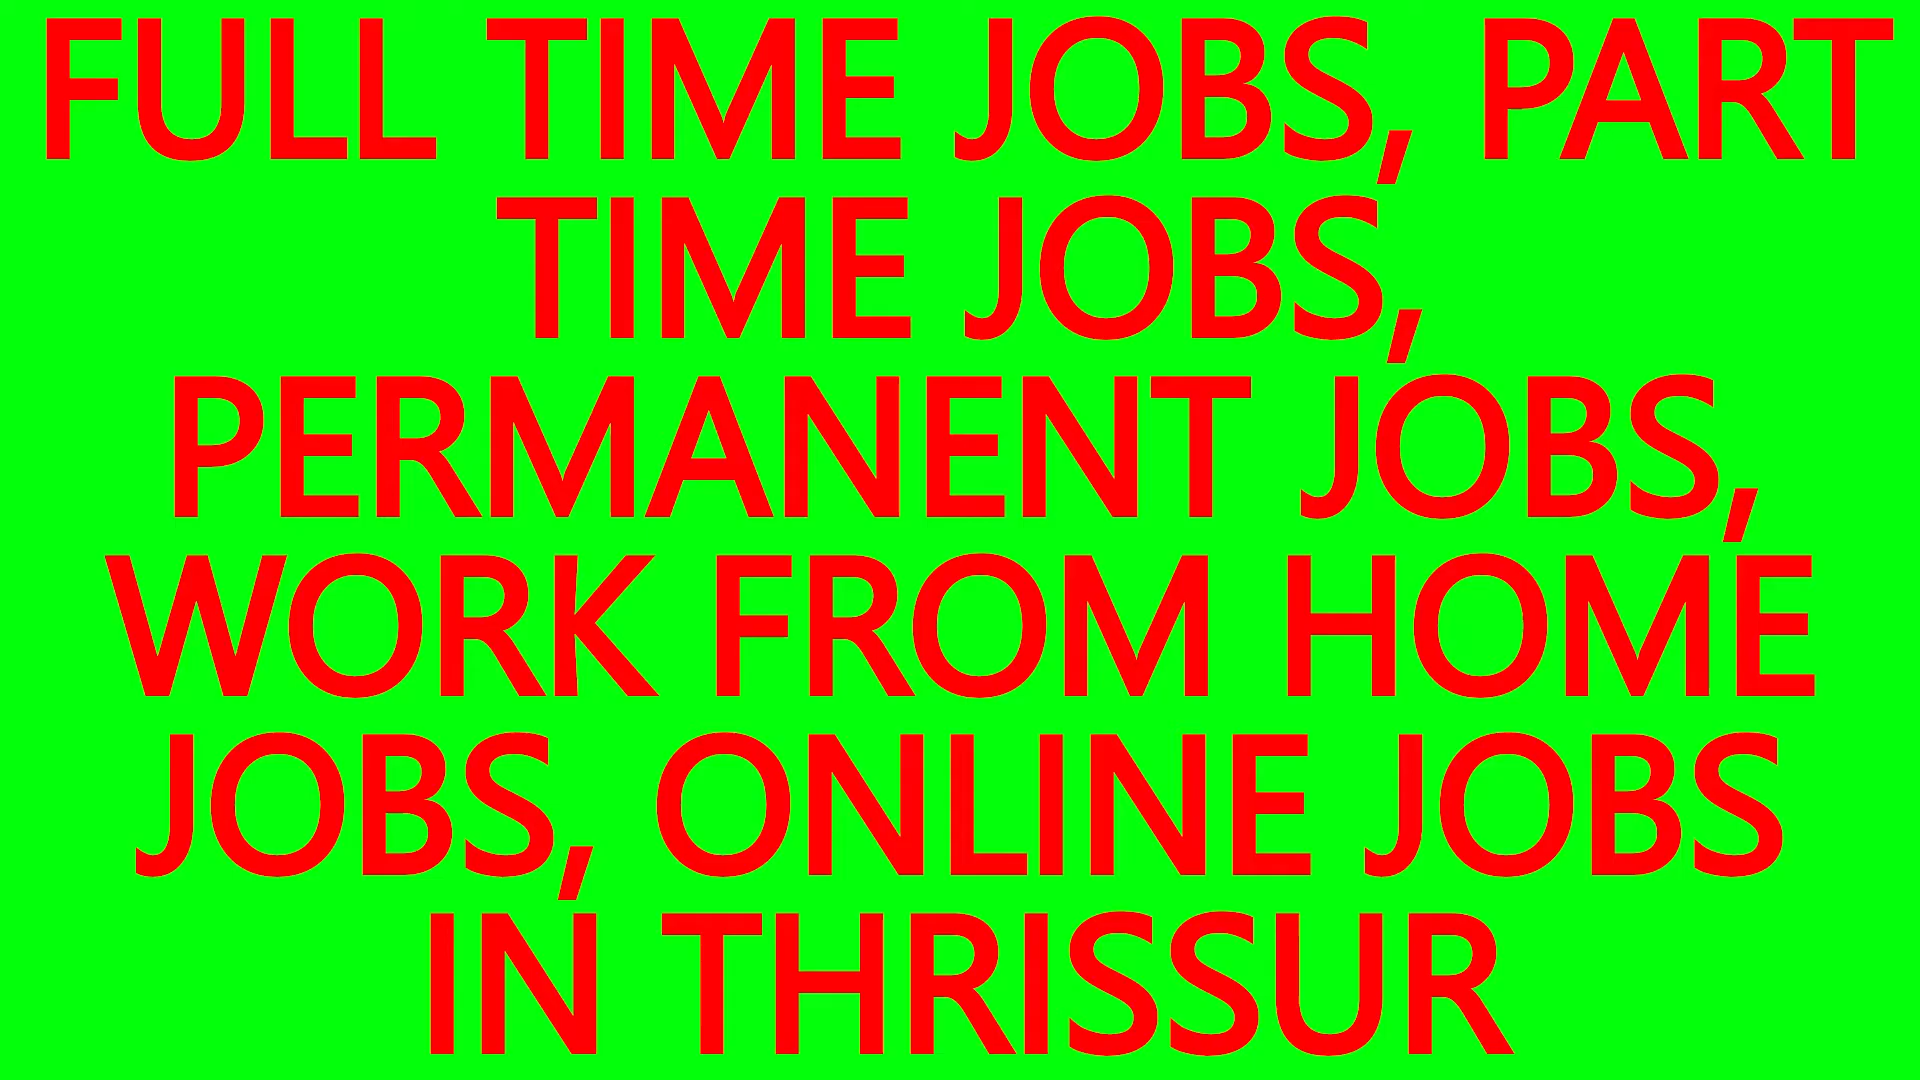 FULL TIME JOBS, PART
TIME JOBS,
PERMANENT JOBS,
WORK FROM HOME
JOBS, ONLINE JOBS
IN THRISSUR